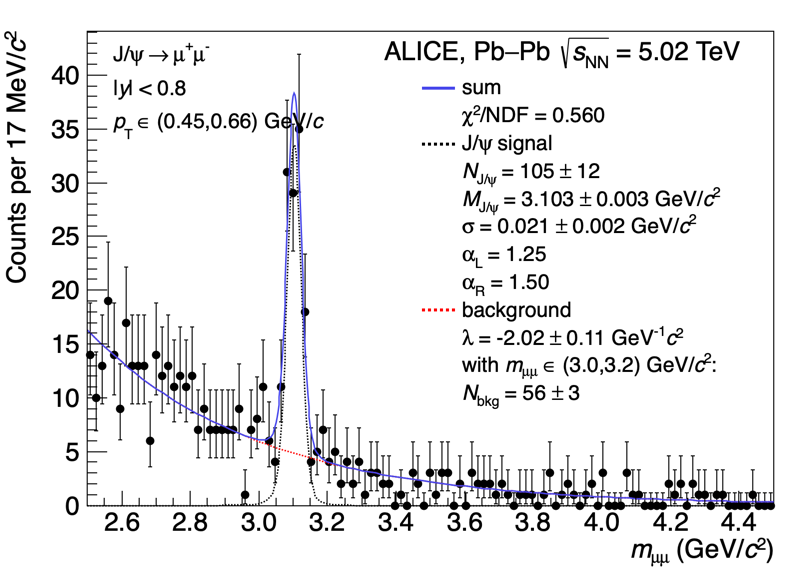 Counts per 17 MeV/c²
J/ψ → μ⁺μ⁻
|y| < 0.8
p_T ∈ (0.45,0.66) GeV/c
ALICE, Pb–Pb √s_NN = 5.02 TeV
sum
χ²/NDF = 0.560
J/ψ signal
N_J/ψ = 105 ± 12
M_J/ψ = 3.103 ± 0.003 GeV/c²
σ = 0.021 ± 0.002 GeV/c²
α_L = 1.25
α_R = 1.50
background
λ = -2.02 ± 0.11 GeV⁻¹c²
with m_μμ ∈ (3.0,3.2) GeV/c²:
N_bkg = 56 ± 3
40
35
30
25
20
15
10
5
0
2.6 2.8 3.0 3.2 3.4 3.6 3.8 4.0 4.2 4.4
m_μμ (GeV/c²)